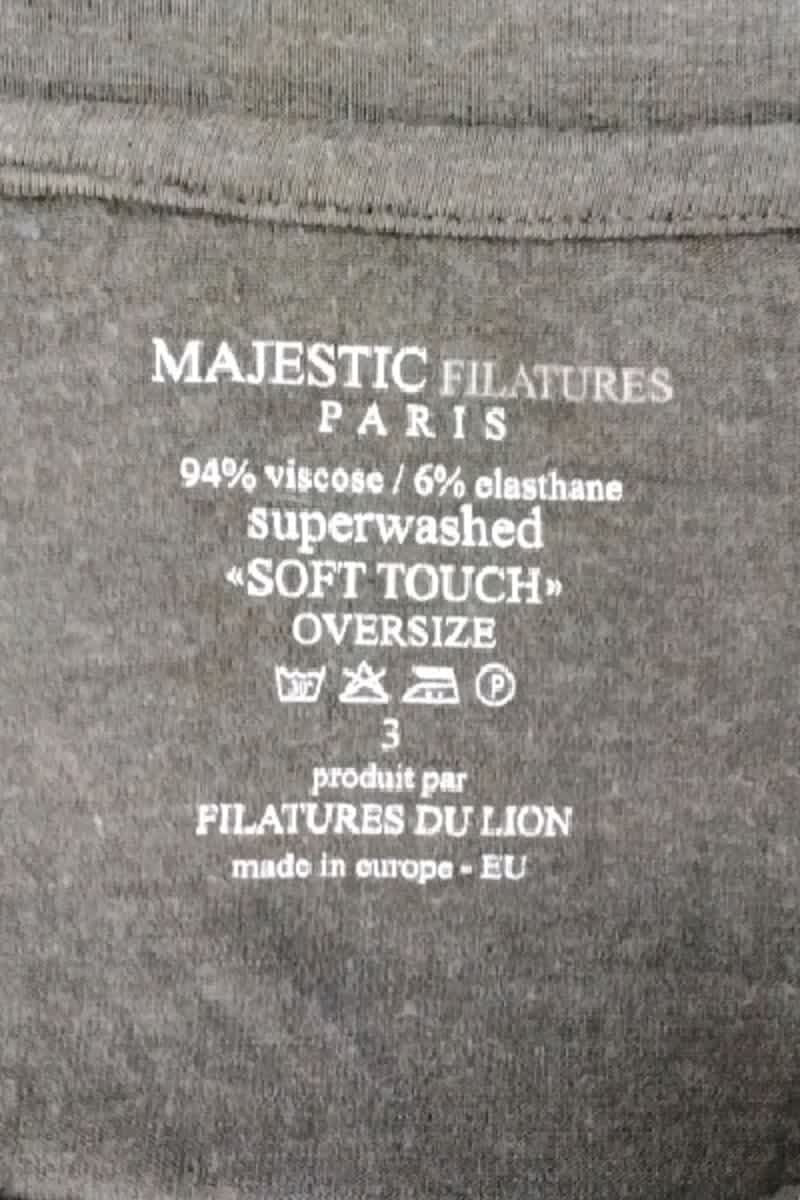 MAJESTIC FILATURES
PARIS
94% viscose / 6% elasthane
superwashed
«SOFT TOUCH»
OVERSIZE
30° P
3
produit par
FILATURES DU LION
made in europe - EU